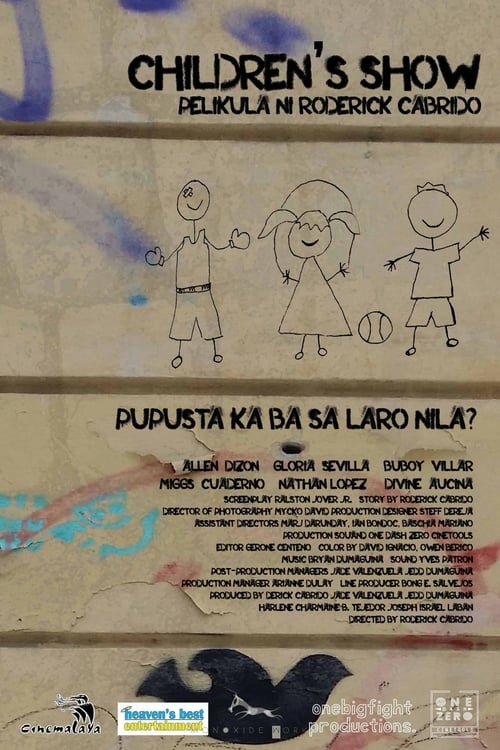 CHILDREN'S SHOW
PELIKULA NI RODERICK CABRIDO
PUPUSTA KA BA SA LARO NILA?
ALLEN DIZON GLORIA SEVILLA BUBOY VILLAR
MIGGS CUADERNO NATHAN LOPEZ DIVINE AUCINA
SCREENPLAY RALSTON JOVER JR. STORY BY RODERICK CABRIDO
DIRECTOR OF PHOTOGRAPHY MYCKO DAVID PRODUCTION DESIGNER STEFF DEREJA
ASSISTANT DIRECTORS MARJ DARUNDAY, IAN BONDOC, BASCHIA MARIANO
PRODUCTION SOUND ONE DASH ZERO CINETOOLS
EDITOR GERONE CENTENO COLOR BY DAVID IGNACIO, OWEN BERICO
MUSIC BRYAN DUMAGUINA SOUND YVES PATRON
POST-PRODUCTION MANAGERS JADE VALENZUELA JEDD DUMAGUINA
PRODUCTION MANAGER ARIANNE DULAY LINE PRODUCER BONG E. SALVEJOS
PRODUCED BY DERICK CABRIDO JADE VALENZUELA JEDD DUMAGUINA
HARLENE CHARMAINE B. TEJEDOR JOSEPH ISRAEL LABAN
DIRECTED BY RODERICK CABRIDO
Cinemalaya
heaven's best
entertainment
NOXIDE WORK
onebigfight
productions.
ONE
ZERO